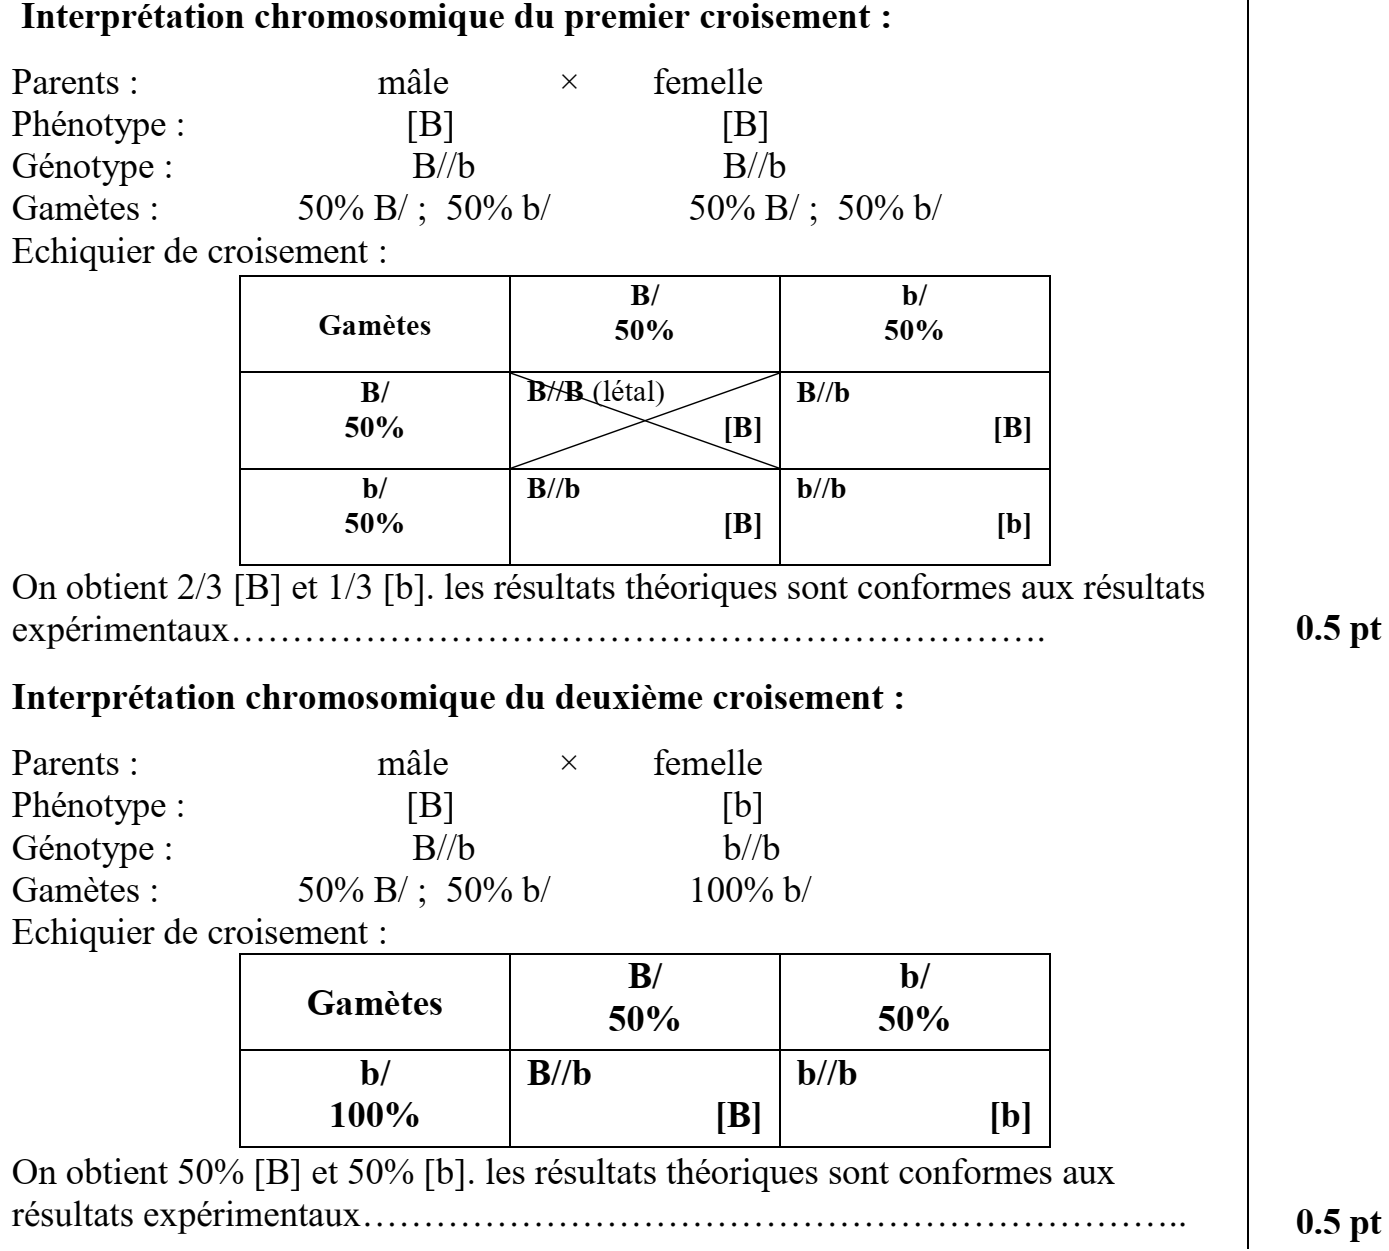 Interprétation chromosomique du premier croisement :
Parents : mâle × femelle
Phénotype : [B] [B]
Génotype : B//b B//b
Gamètes : 50% B/ ; 50% b/ 50% B/ ; 50% b/
Echiquier de croisement :
Gamètes B/ 50% b/ 50%
B/ 50% B//B (létal) [B] B//b [B]
b/ 50% B//b [B] b//b [b]
On obtient 2/3 [B] et 1/3 [b]. les résultats théoriques sont conformes aux résultats
expérimentaux…………………………………………………………. 0.5 pt
Interprétation chromosomique du deuxième croisement :
Parents : mâle × femelle
Phénotype : [B] [b]
Génotype : B//b b//b
Gamètes : 50% B/ ; 50% b/ 100% b/
Echiquier de croisement :
Gamètes B/ 50% b/ 50%
b/ 100% B//b [B] b//b [b]
On obtient 50% [B] et 50% [b]. les résultats théoriques sont conformes aux
résultats expérimentaux………………………………………………………….. 0.5 pt